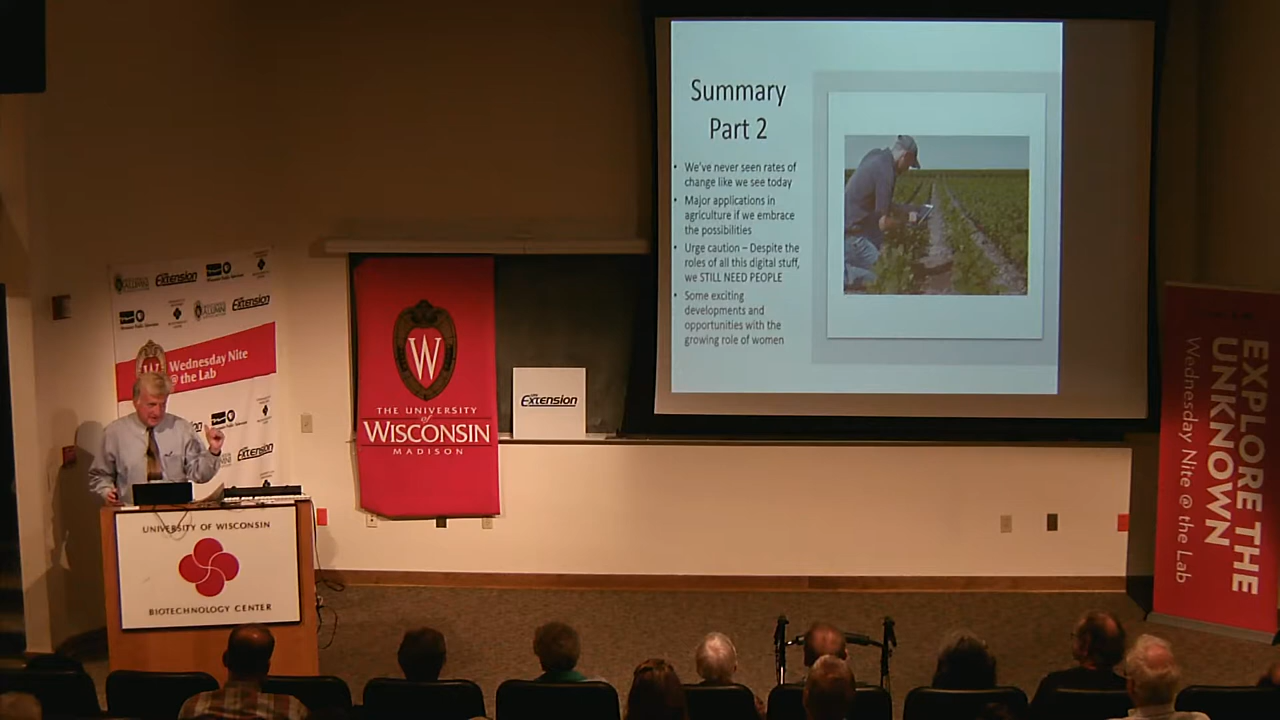 Summary
Part 2
• We've never seen rates of
change like we see today
• Major applications in
agriculture if we embrace
the possibilities
• Urge caution – Despite the
roles of all this digital stuff,
we STILL NEED PEOPLE
• Some exciting
developments and
opportunities with the
growing role of women
Extension
Extension
Wednesday Nite
@ the Lab
W
Extension
W
THE UNIVERSITY
of
WISCONSIN
MADISON
Extension
UNIVERSITY OF WISCONSIN
BIOTECHNOLOGY CENTER
EXPLORE THE
UNKNOWN
Wednesday Nite @ the Lab